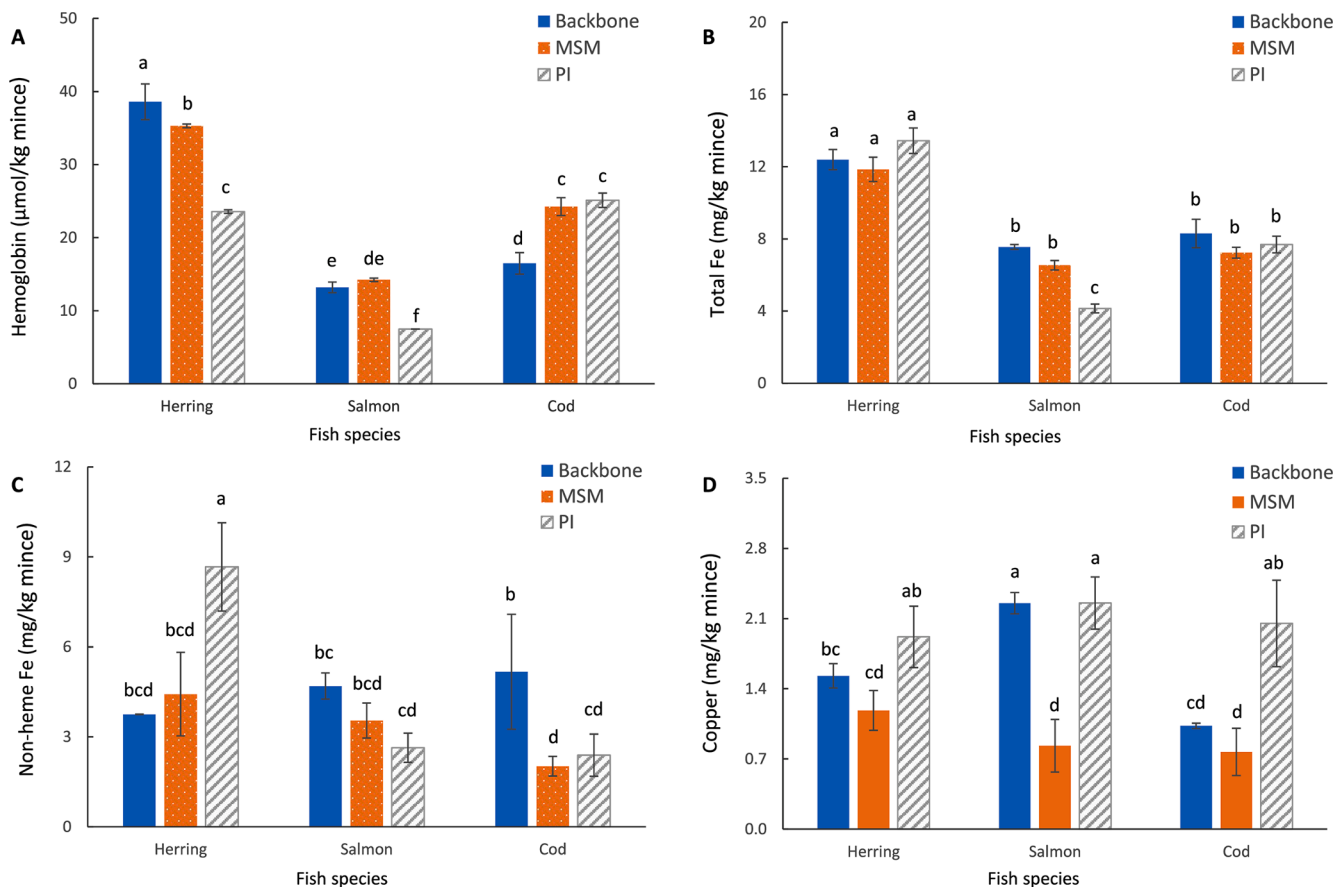 A
Hemoglobin (µmol/kg mince)
50
40
30
20
10
0
Backbone
MSM
PI
a
b
c
e
de
f
d
c
c
Herring
Salmon
Cod
Fish species
B
Total Fe (mg/kg mince)
20
16
12
8
4
0
Backbone
MSM
PI
a
a
a
b
b
c
b
b
b
Herring
Salmon
Cod
Fish species
C
Non-heme Fe (mg/kg mince)
12
9
6
3
0
Backbone
MSM
PI
bcd
bcd
a
bc
bcd
cd
b
d
cd
Herring
Salmon
Cod
Fish species
D
Copper (mg/kg mince)
3.5
2.8
2.1
1.4
0.7
0.0
Backbone
MSM
PI
bc
cd
ab
a
d
a
cd
d
ab
Herring
Salmon
Cod
Fish species